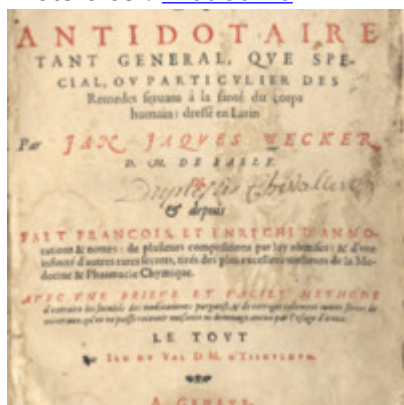 ANTIDOTAIRE
TANT GENERAL, QVE SPE-
CIAL, OV PARTICVLIER DES
Remedes seruans à la santé du corps
humain: dressé en Latin
Par JAN JAQVES WECKER
D. M. DE BASLE.
& depuis
FAIT FRANCOIS, ET ENRICHI D'ANNO-
tations & notes: de plusieurs compositions par luy obmises: & d'vne
infinité d'autres rares secrets, tirés des plus excellens autheurs de la Me-
decine & Pharmacie Chymique.
AVEC VNE BRIEVE ET FACILE METHODE
LE TOVT
A GENEVE